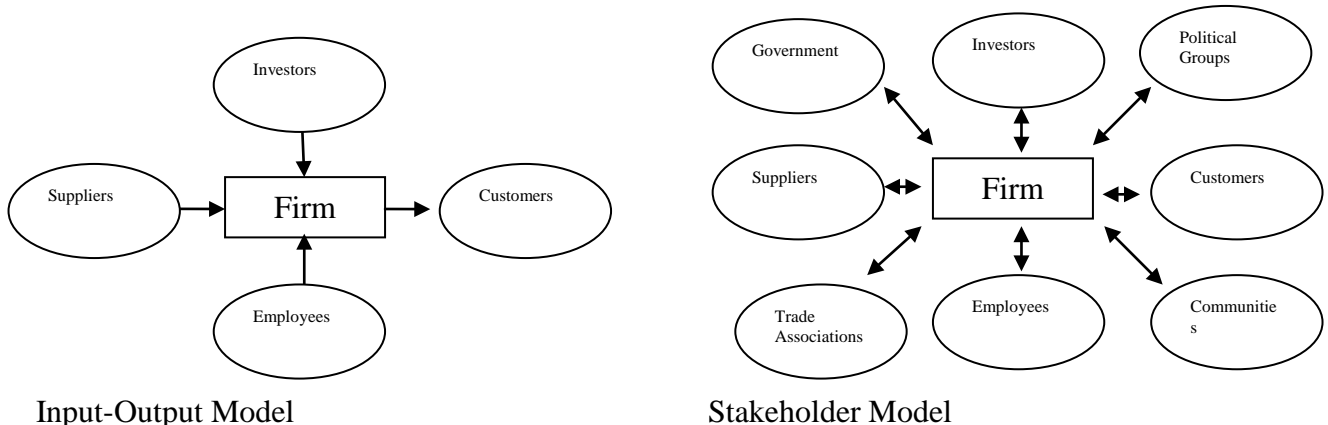 Investors
Suppliers
Firm
Customers
Employees
Input-Output Model
Government
Investors
Political
Groups
Suppliers
Firm
Customers
Trade
Associations
Employees
Communitie
s
Stakeholder Model